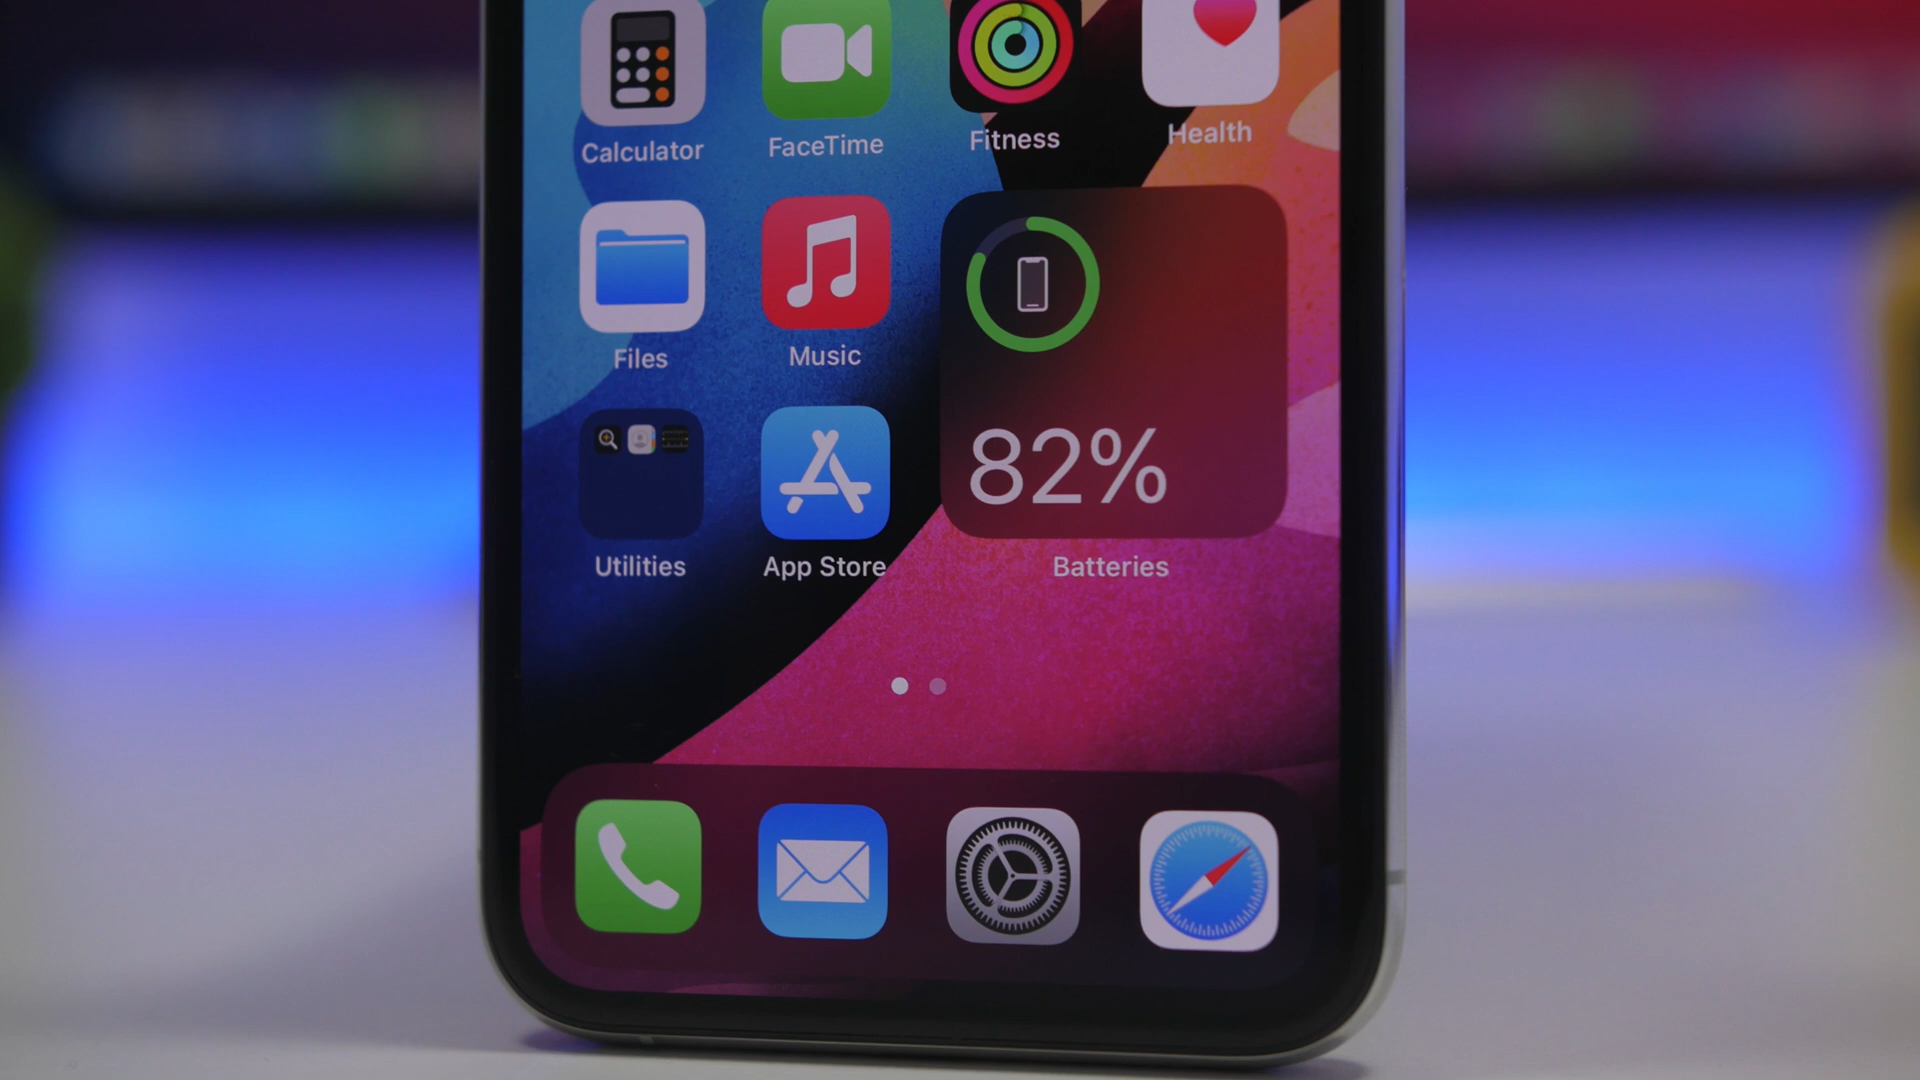 Calculator
FaceTime
Fitness
Health
Files
Music
82%
Utilities
App Store
Batteries